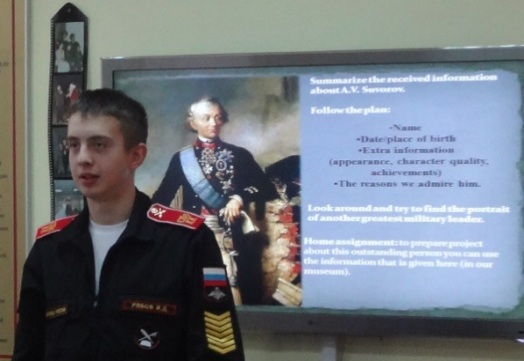 Summarize the received information
about A.V. Suvorov.
Follow the plan:
•Name
•Date/place of birth
•Extra information
(appearance, character quality,
achievements)
•The reasons we admire him.
Look around and try to find the portrait
of another greatest military leader.
Home assignment: to prepare project
about this outstanding person you can use
the information that is given here (in our
museum).